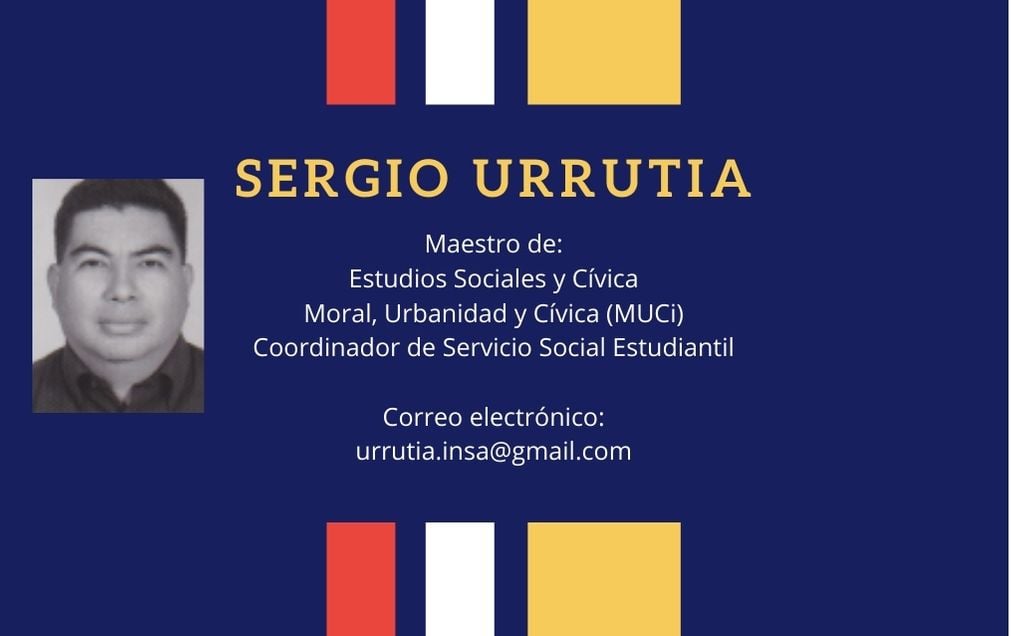 SERGIO URRUTIA
Maestro de:
Estudios Sociales y Cívica
Moral, Urbanidad y Cívica (MUCi)
Coordinador de Servicio Social Estudiantil
Correo electrónico:
urrutia.insa@gmail.com